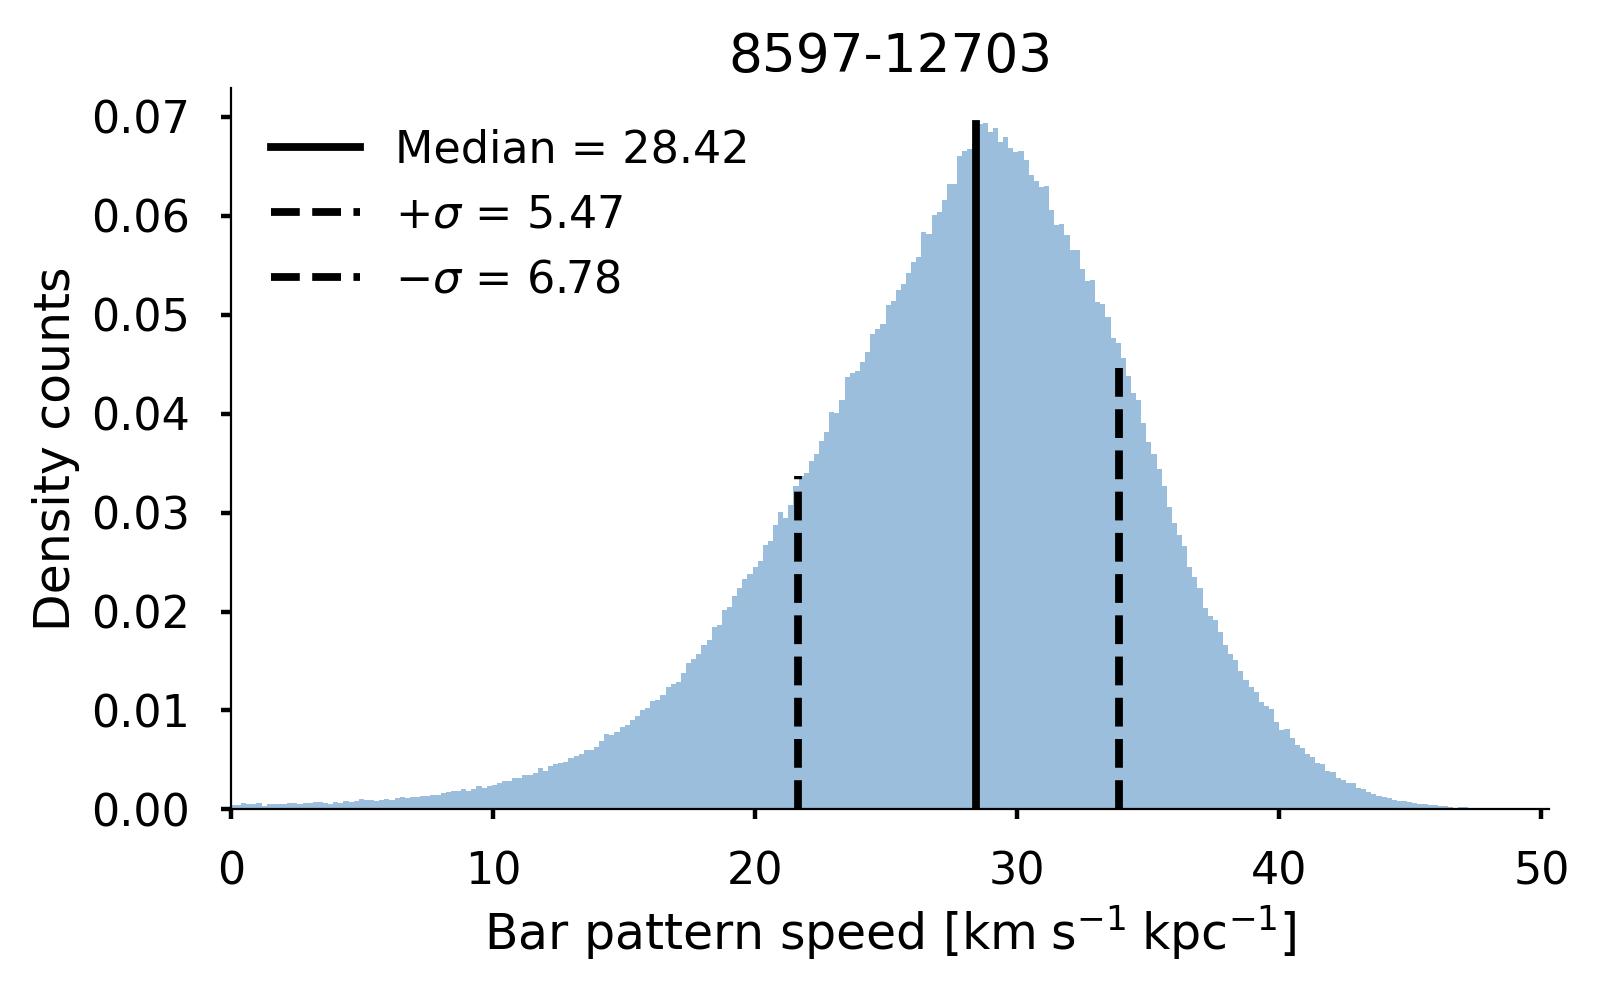 8597-12703
Median = 28.42
+σ = 5.47
−σ = 6.78
Density counts
0.07
0.06
0.05
0.04
0.03
0.02
0.01
0.00
0 10 20 30 40 50
Bar pattern speed [km s⁻¹ kpc⁻¹]